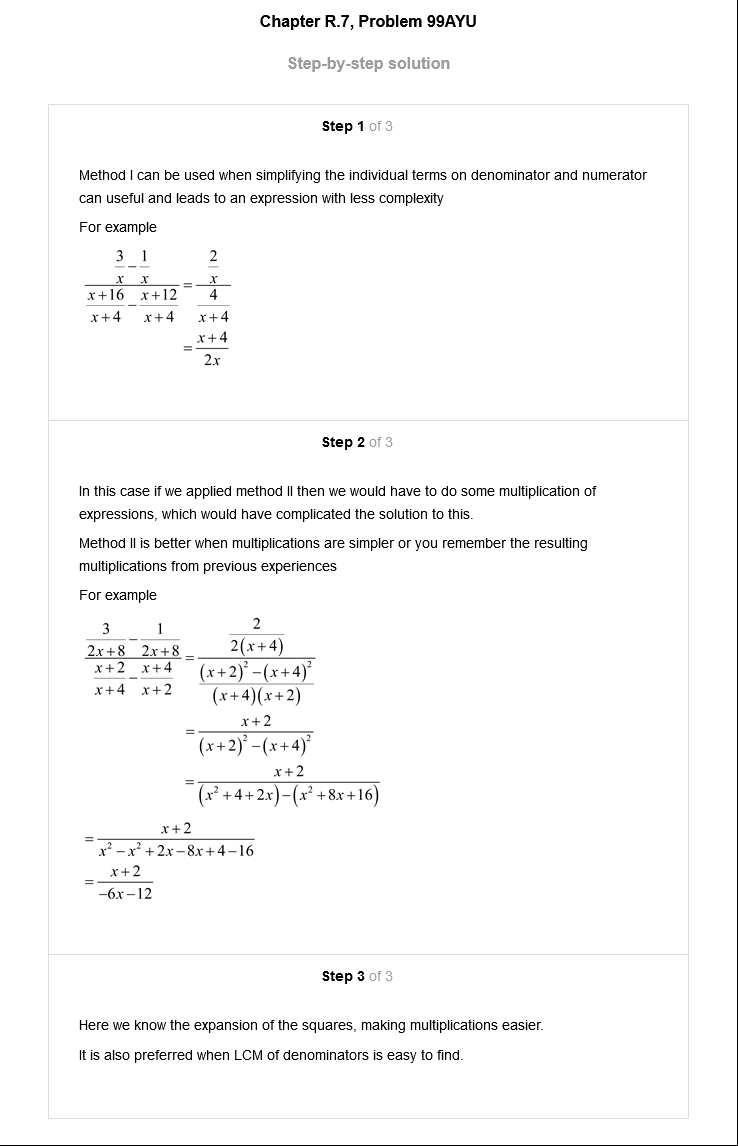 Chapter R.7, Problem 99AYU
Step-by-step solution
Step 1 of 3
Method I can be used when simplifying the individual terms on denominator and numerator
can useful and leads to an expression with less complexity
For example
\frac{\frac{3}{x}-\frac{1}{x}}{\frac{x+16}{x+4}-\frac{x+12}{x+4}}=\frac{\frac{2}{x}}{\frac{4}{x+4}}
=\frac{x+4}{2x}
Step 2 of 3
In this case if we applied method II then we would have to do some multiplication of
expressions, which would have complicated the solution to this.
Method II is better when multiplications are simpler or you remember the resulting
multiplications from previous experiences
For example
\frac{\frac{3}{2x+8}-\frac{1}{2x+8}}{\frac{x+2}{x+4}-\frac{x+4}{x+2}}=\frac{\frac{2}{2(x+4)}}{\frac{(x+2)^2-(x+4)^2}{(x+4)(x+2)}}
=\frac{x+2}{(x+2)^2-(x+4)^2}
=\frac{x+2}{(x^2+4+2x)-(x^2+8x+16)}
=\frac{x+2}{x^2-x^2+2x-8x+4-16}
=\frac{x+2}{-6x-12}
Step 3 of 3
Here we know the expansion of the squares, making multiplications easier.
It is also preferred when LCM of denominators is easy to find.